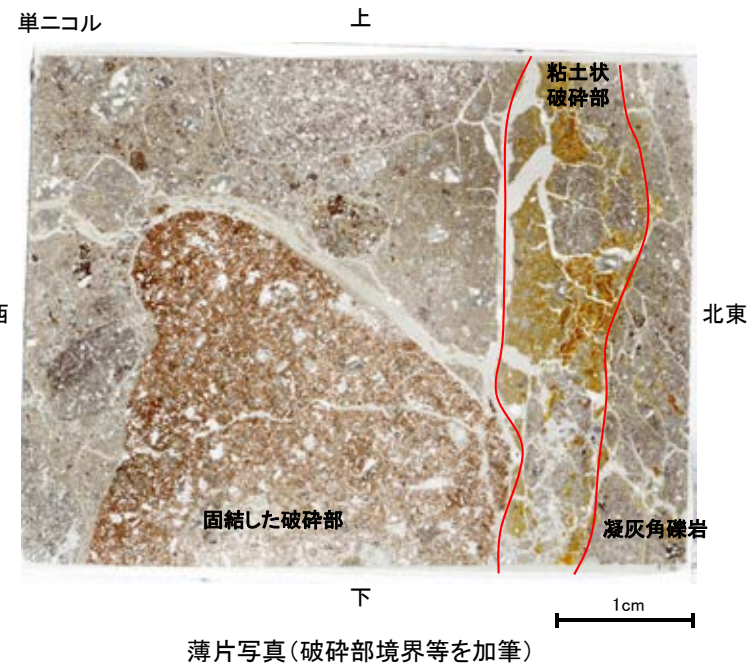 単ニコル
上
粘土状
破砕部
西
北東
固結した破砕部
凝灰角礫岩
下
1cm
薄片写真(破砕部境界等を加筆)